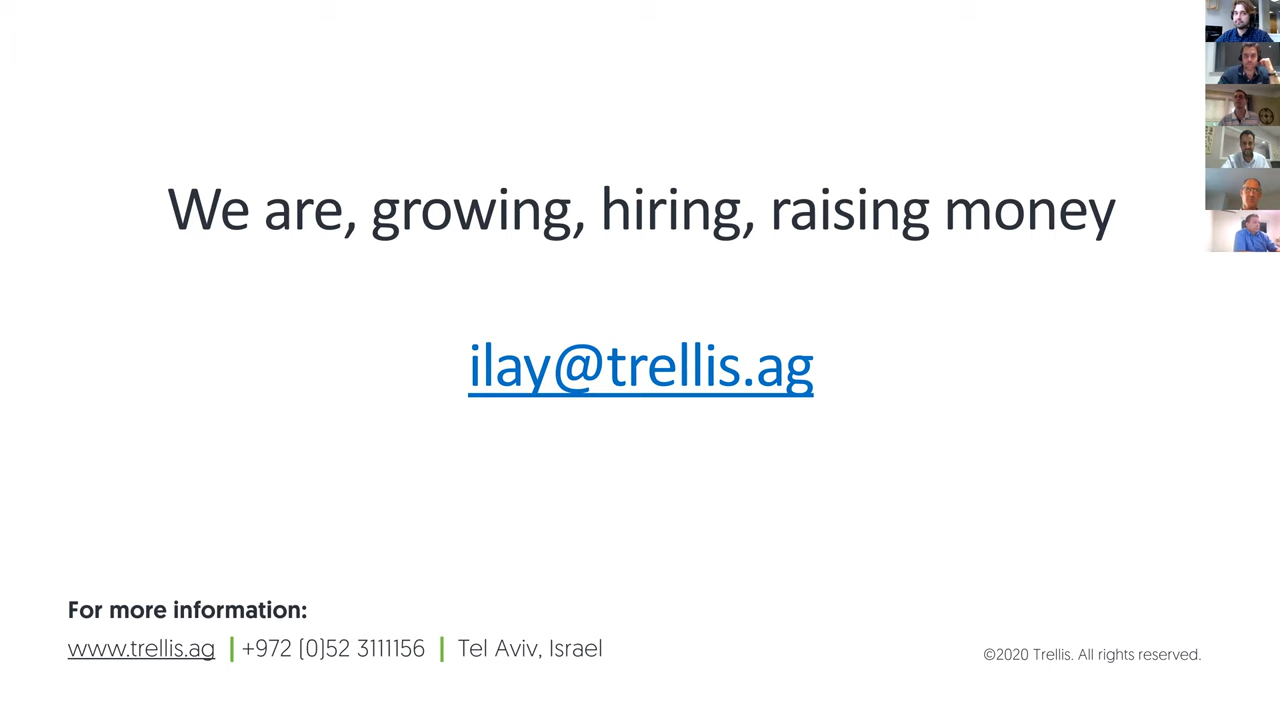 We are, growing, hiring, raising money
ilay@trellis.ag
For more information:
www.trellis.ag | +972 (0)52 3111156 | Tel Aviv, Israel
©2020 Trellis. All rights reserved.